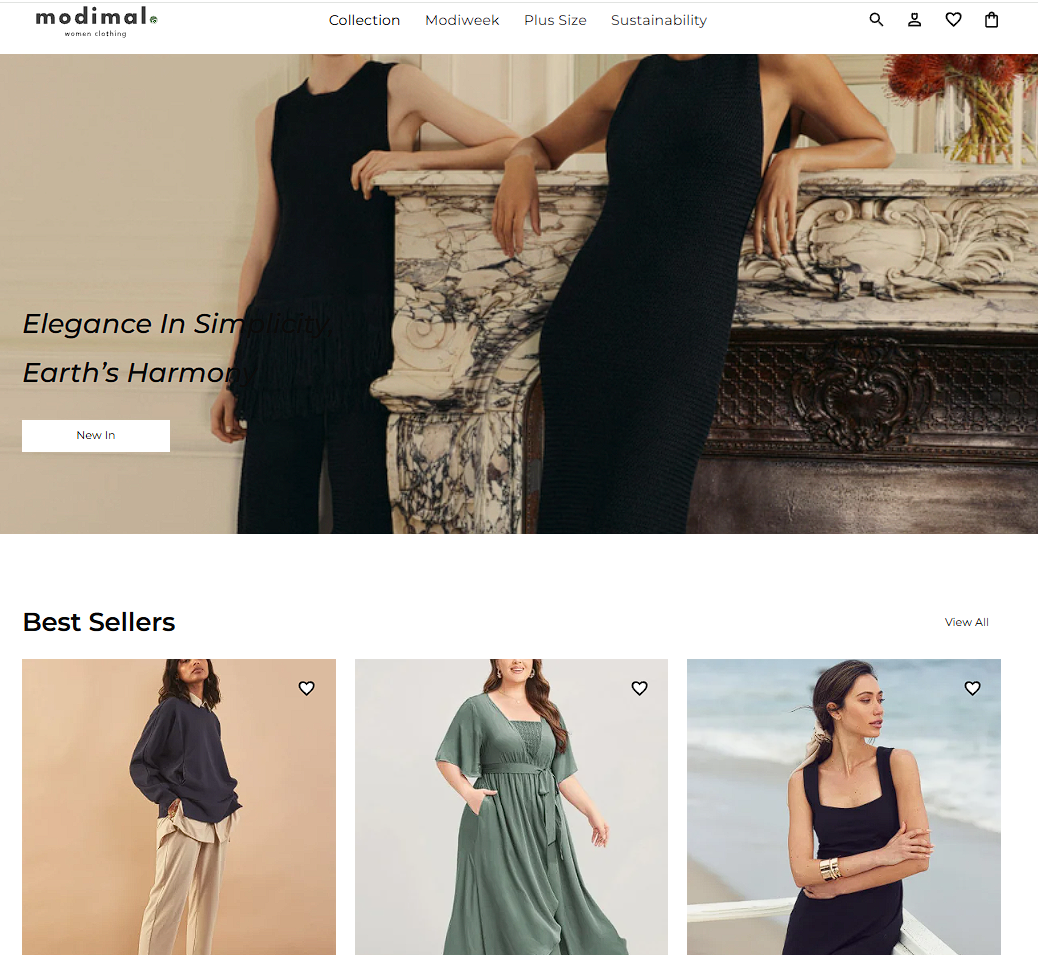 modimal.
women clothing
Collection Modiweek Plus Size Sustainability
Elegance In Simplicity,
Earth’s Harmony
New In
Best Sellers
View All